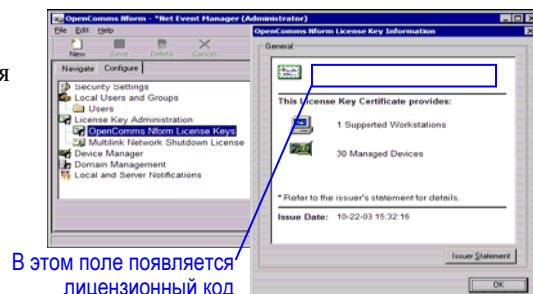 OpenComms Nform - *Net Event Manager (Administrator)
File Edit Help
New Save Delete Cancel
Navigate Configure
Security Settings
Local Users and Groups
Users
License Key Administration
OpenComms Nform License Keys
Multilink Network Shutdown License
Device Manager
Domain Management
Local and Server Notifications
OpenComms Nform License Key Information
General
This License Key Certificate provides:
1 Supported Workstations
30 Managed Devices
* Refer to the issuer's statement for details.
Issue Date: 10-22-03 15:32:16
Issuer Statement
OK
я
В этом поле появляется
лицензионный код